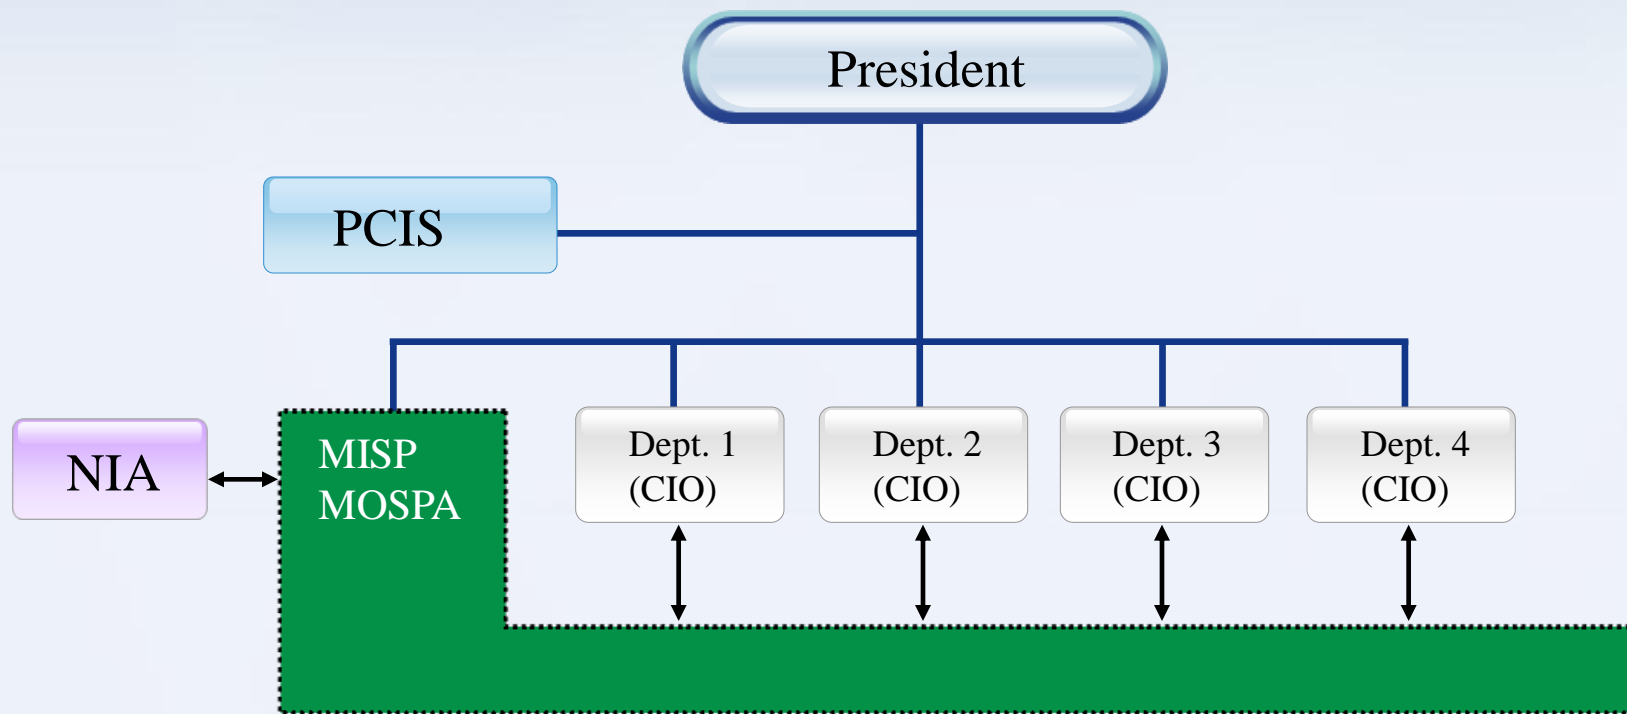 President
PCIS
NIA
MISP
MOSPA
Dept. 1
(CIO)
Dept. 2
(CIO)
Dept. 3
(CIO)
Dept. 4
(CIO)